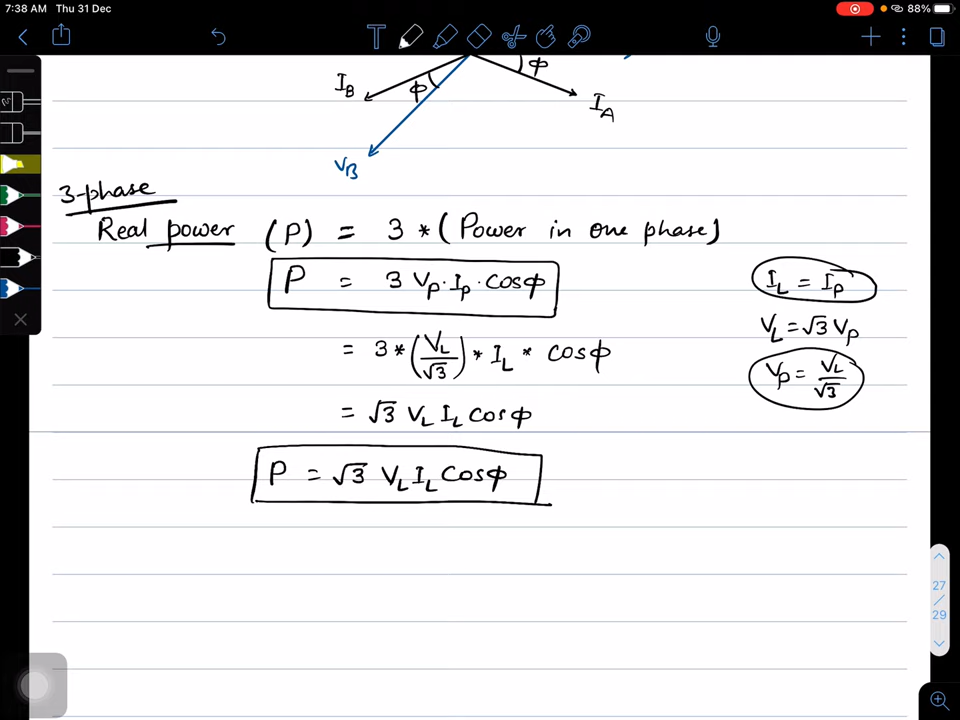 7:38 AM Thu 31 Dec
88%
T
I_B
φ
φ
I_A
V_B
3-phase
Real power (P) = 3 * (Power in one phase)
P = 3 V_P · I_P · cosφ
I_L = I_P
= 3 * (V_L/√3) * I_L * cosφ
V_L = √3 V_P
V_P = V_L/√3
= √3 V_L I_L cosφ
P = √3 V_L I_L Cosφ
27
/
29